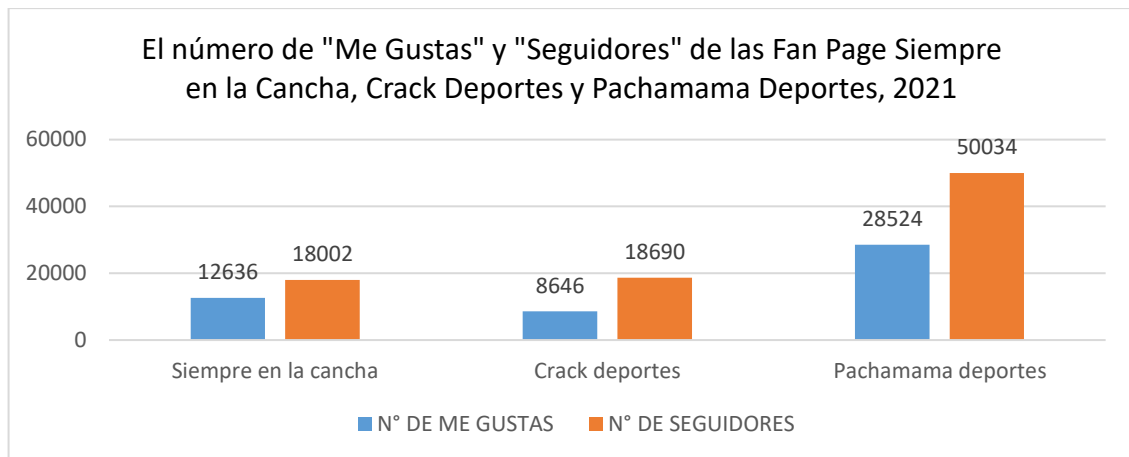 El número de "Me Gustas" y "Seguidores" de las Fan Page Siempre
en la Cancha, Crack Deportes y Pachamama Deportes, 2021
60000
40000
20000
0
12636
18002
8646
18690
28524
50034
Siempre en la cancha
Crack deportes
Pachamama deportes
N° DE ME GUSTAS
N° DE SEGUIDORES